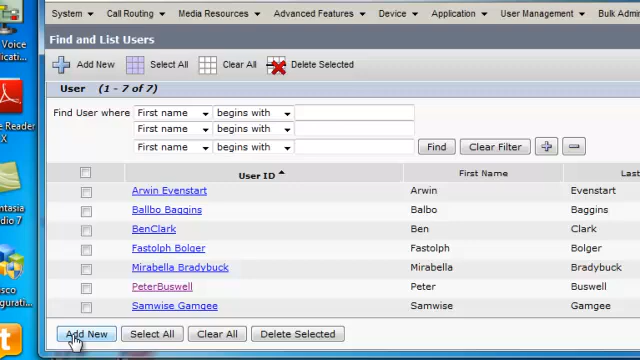 System Call Routing Media Resources Advanced Features Device Application User Management Bulk Admin
Find and List Users
Add New Select All Clear All Delete Selected
User (1 - 7 of 7)
Find User where First name begins with
First name begins with
First name begins with Find Clear Filter
User ID First Name Last
Arwin Evenstart Arwin Evenstart
Ballbo Baggins Balbo Baggins
BenClark Ben Clark
Fastolph Bolger Fastolph Bolger
Mirabella Bradybuck Mirabella Bradybuck
PeterBuswell Peter Buswell
Samwise Gamgee Samwise Gamgee
Add New Select All Clear All Delete Selected
Voice
Reader
X